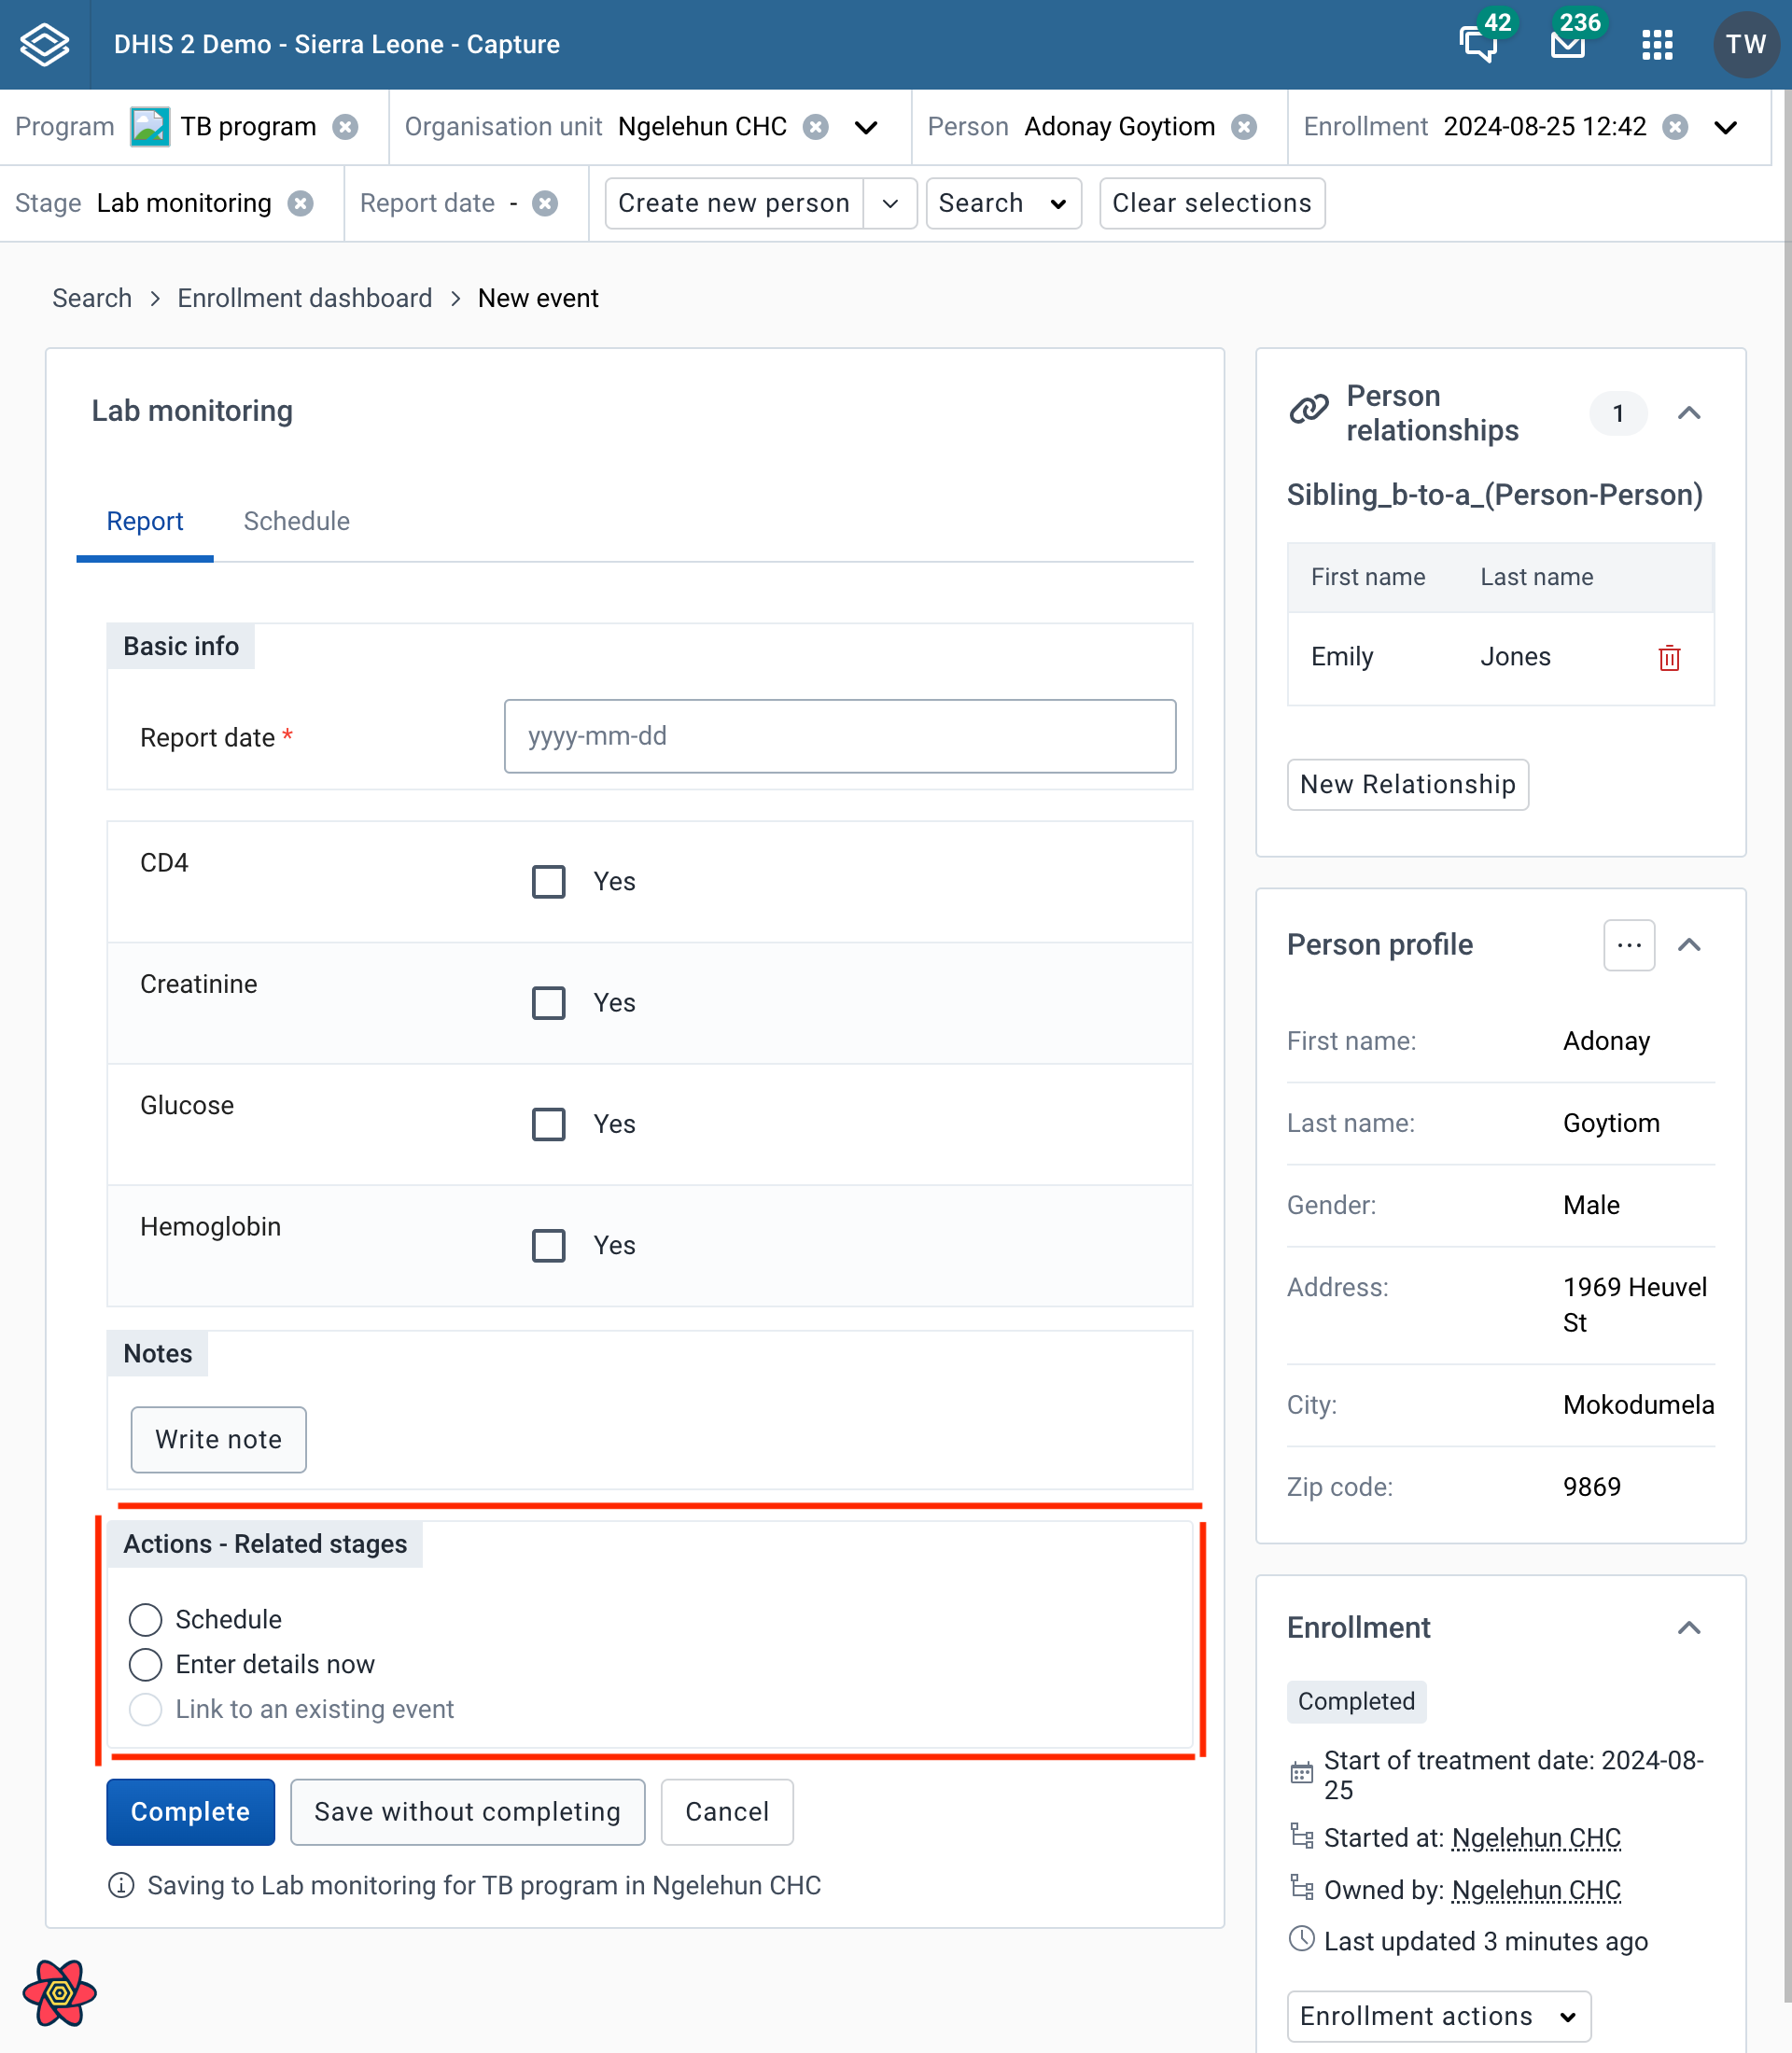 DHIS 2 Demo - Sierra Leone - Capture
42
236
TW
Program TB program
Organisation unit Ngelehun CHC
Person Adonay Goytiom
Enrollment 2024-08-25 12:42
Stage Lab monitoring
Report date -
Create new person
Search
Clear selections
Search > Enrollment dashboard > New event
Lab monitoring
Report
Schedule
Basic info
Report date *
yyyy-mm-dd
CD4
Yes
Creatinine
Yes
Glucose
Yes
Hemoglobin
Yes
Notes
Write note
Actions - Related stages
Schedule
Enter details now
Link to an existing event
Complete
Save without completing
Cancel
Saving to Lab monitoring for TB program in Ngelehun CHC
Person
relationships
1
Sibling_b-to-a_(Person-Person)
First name Last name
Emily Jones
New Relationship
Person profile
...
First name: Adonay
Last name: Goytiom
Gender: Male
Address: 1969 Heuvel
St
City: Mokodumela
Zip code: 9869
Enrollment
Completed
Start of treatment date: 2024-08-
25
Started at: Ngelehun CHC
Owned by: Ngelehun CHC
Last updated 3 minutes ago
Enrollment actions